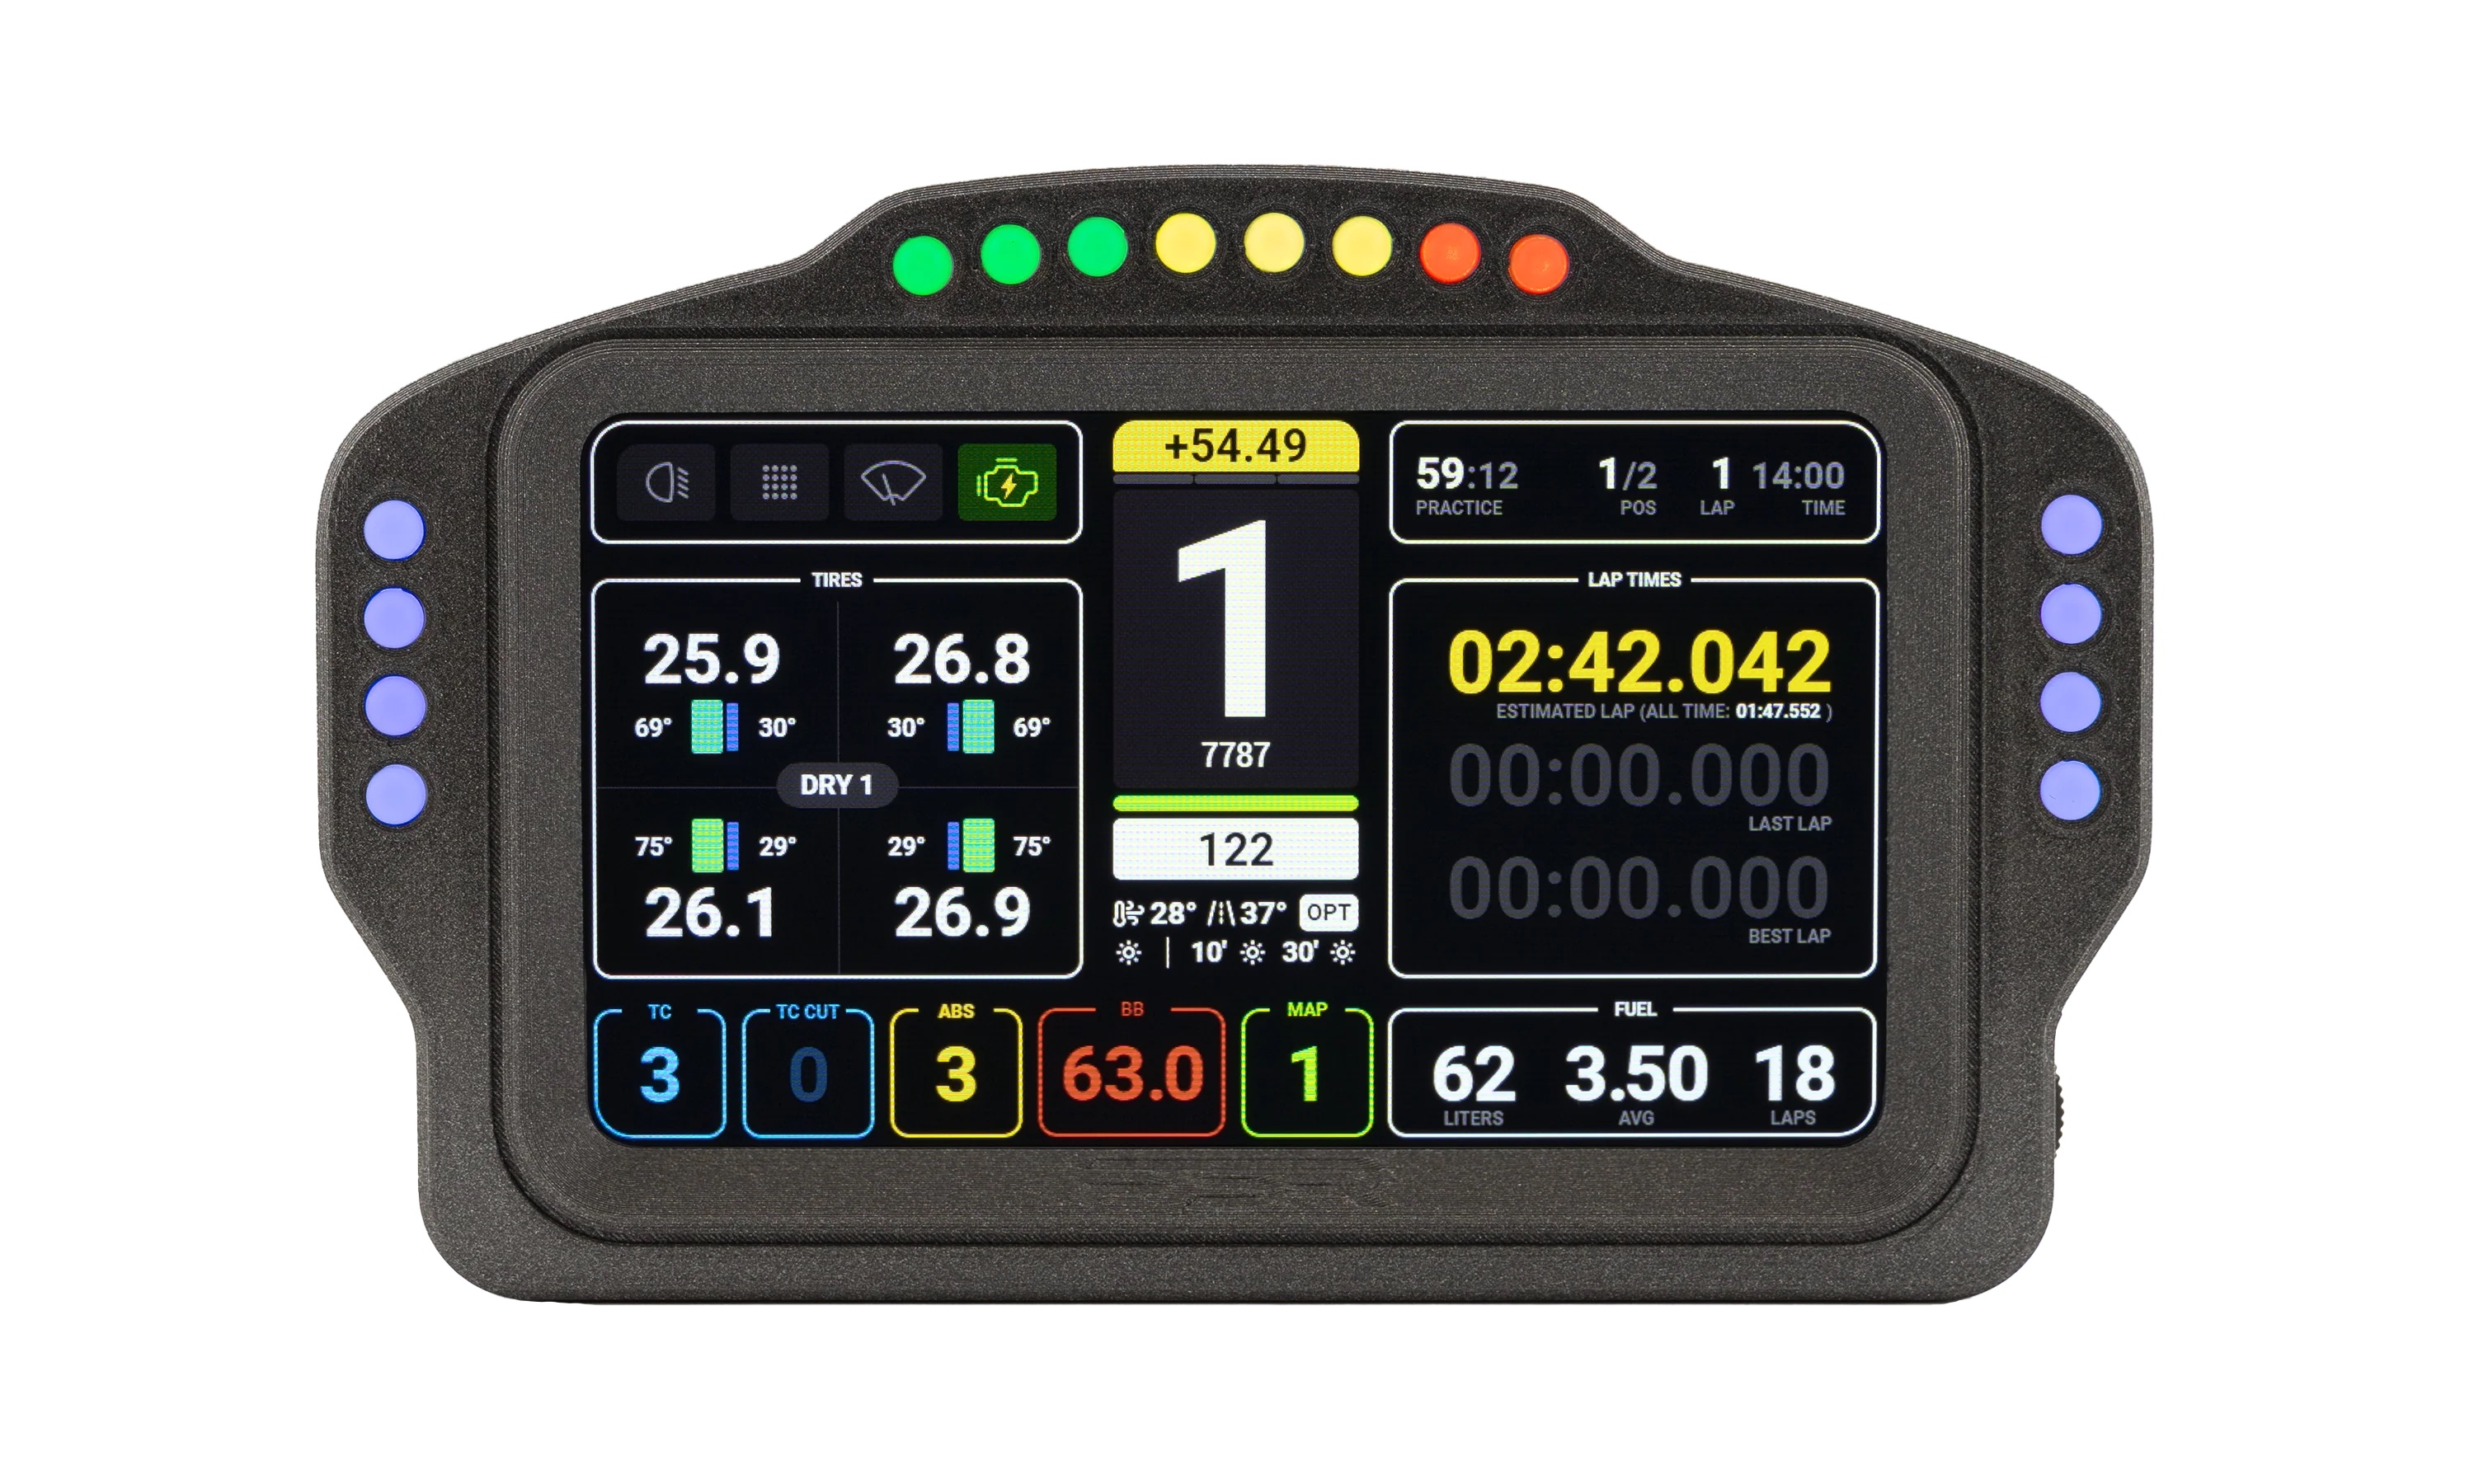 +54.49
59:12 1/2 1 14:00
PRACTICE POS LAP TIME
1
7787
122
28° 37° OPT
10' 30'
TIRES
25.9 26.8
69° 30° 30° 69°
DRY 1
75° 29° 29° 75°
26.1 26.9
LAP TIMES
02:42.042
ESTIMATED LAP (ALL TIME: 01:47.552 )
00:00.000
LAST LAP
00:00.000
BEST LAP
TC
3
TC CUT
0
ABS
3
BB
63.0
MAP
1
FUEL
62 3.50 18
LITERS AVG LAPS